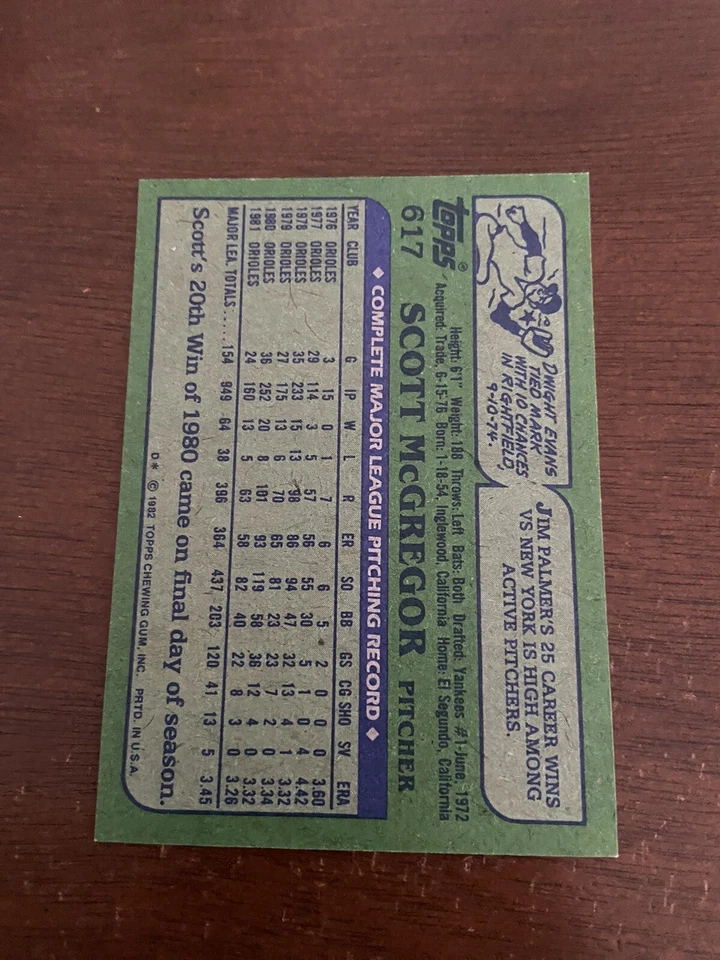 DWIGHT EVANS
TIED MARK
WITH 10 CHANCES
IN RIGHTFIELD,
9-10-74.
JIM PALMER'S 25 CAREER WINS
VS NEW YORK IS HIGH AMONG
ACTIVE PITCHERS.
TOPPS®
617 SCOTT McGREGOR PITCHER
Height: 6'1" Weight: 188 Throws: Left Bats: Both Drafted: Yankees #1-June, 1972
Acquired: Trade, 6-15-76 Born: 1-18-54, Inglewood, California Home: El Segundo, California
◆ COMPLETE MAJOR LEAGUE PITCHING RECORD ◆
YEAR CLUB G IP W L R ER SO BB GS CG SHO SV. ERA
1976 ORIOLES 3 15 0 1 7 6 6 5 2 0 0 0 3.60
1977 ORIOLES 29 114 3 5 57 56 55 30 5 1 0 4 4.42
1978 ORIOLES 35 233 15 13 98 86 94 47 32 13 4 1 3.32
1979 ORIOLES 27 175 13 6 70 65 81 23 23 7 2 0 3.34
1980 ORIOLES 36 252 20 8 101 93 119 58 36 12 4 0 3.32
1981 ORIOLES 24 160 13 5 63 58 82 40 22 8 3 0 3.26
MAJOR LEA. TOTALS ..... 154 949 64 38 396 364 437 203 120 41 13 5 3.45
Scott's 20th Win of 1980 came on final day of season.
D* © 1982 TOPPS CHEWING GUM, INC. PRTD. IN U.S.A.